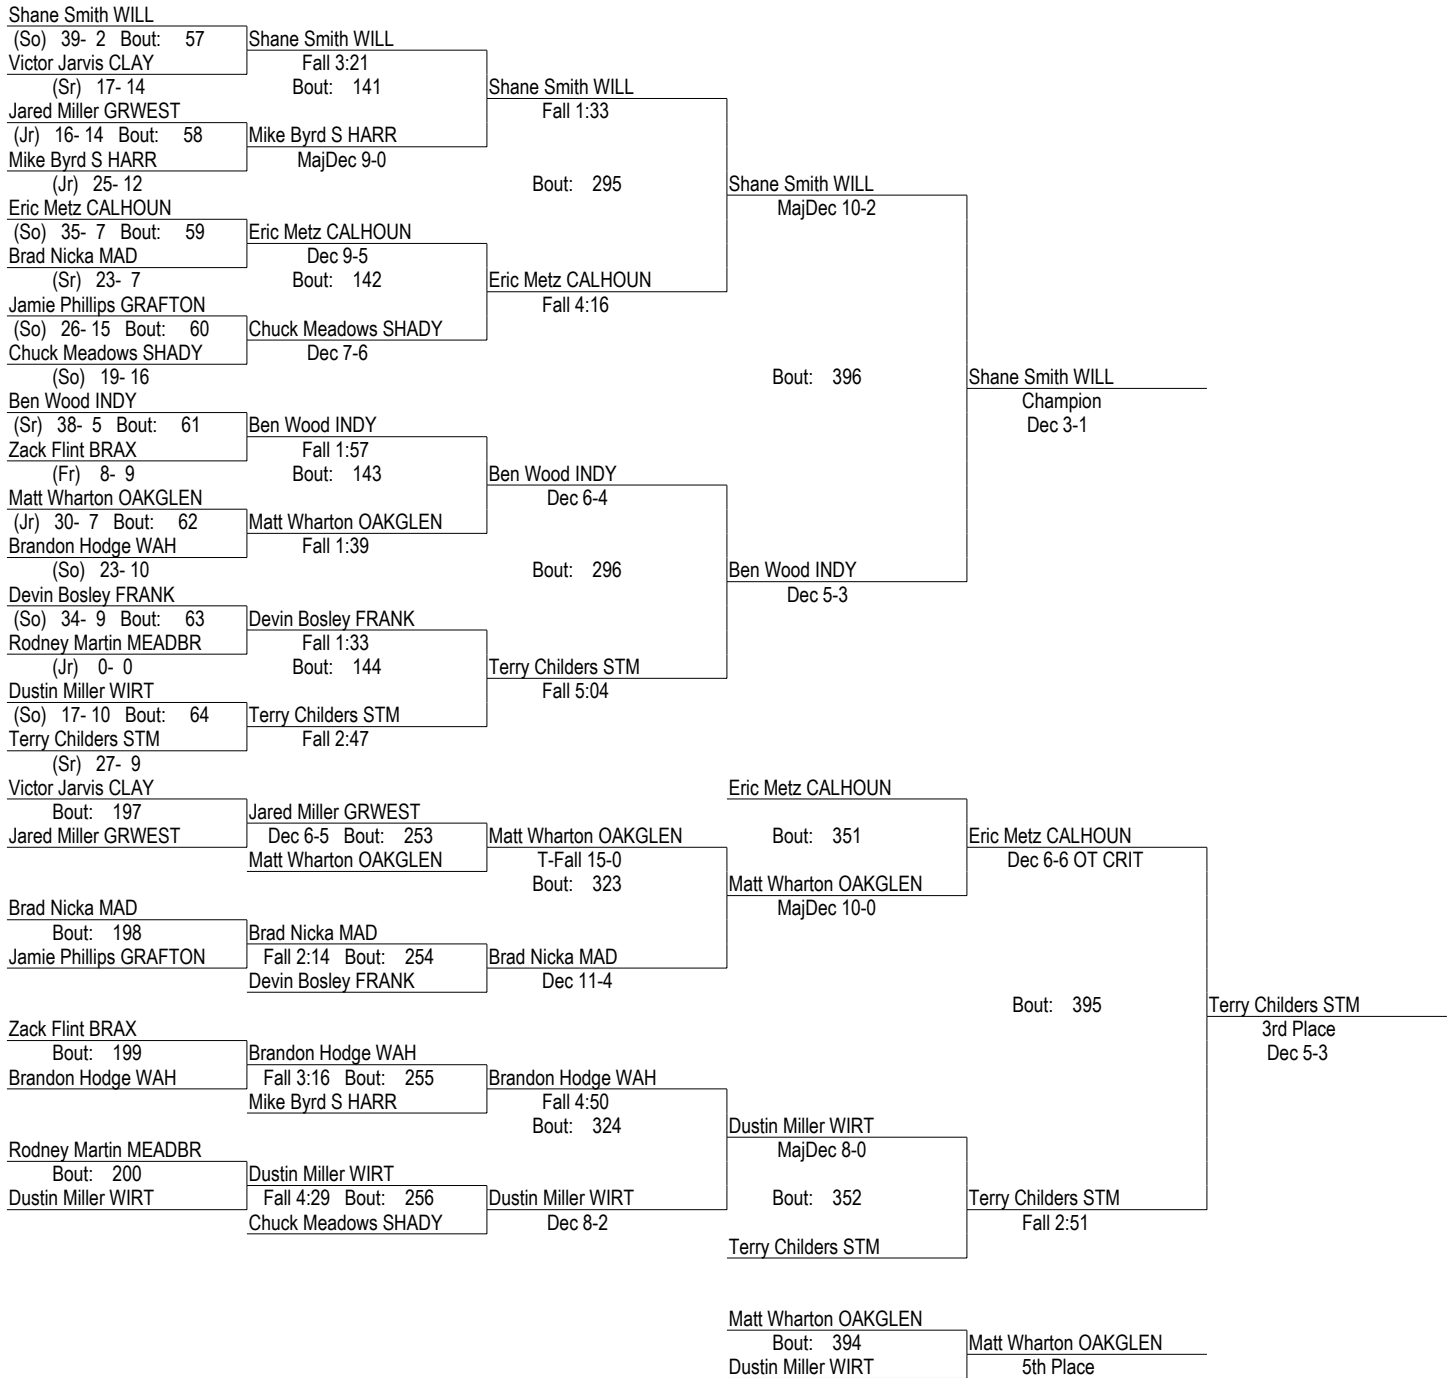 Shane Smith WILL
(So) 39- 2 Bout: 57 Shane Smith WILL
Victor Jarvis CLAY Fall 3:21
(Sr) 17- 14 Bout: 141 Shane Smith WILL
Jared Miller GRWEST Fall 1:33
(Jr) 16- 14 Bout: 58 Mike Byrd S HARR
Mike Byrd S HARR MajDec 9-0
(Jr) 25- 12 Bout: 295 Shane Smith WILL
Eric Metz CALHOUN MajDec 10-2
(So) 35- 7 Bout: 59 Eric Metz CALHOUN
Brad Nicka MAD Dec 9-5
(Sr) 23- 7 Bout: 142 Eric Metz CALHOUN
Jamie Phillips GRAFTON Fall 4:16
(So) 26- 15 Bout: 60 Chuck Meadows SHADY
Chuck Meadows SHADY Dec 7-6
(So) 19- 16 Bout: 396 Shane Smith WILL
Ben Wood INDY Champion
(Sr) 38- 5 Bout: 61 Ben Wood INDY Dec 3-1
Zack Flint BRAX Fall 1:57
(Fr) 8- 9 Bout: 143 Ben Wood INDY
Matt Wharton OAKGLEN Dec 6-4
(Jr) 30- 7 Bout: 62 Matt Wharton OAKGLEN
Brandon Hodge WAH Fall 1:39
(So) 23- 10 Bout: 296 Ben Wood INDY
Devin Bosley FRANK Dec 5-3
(So) 34- 9 Bout: 63 Devin Bosley FRANK
Rodney Martin MEADBR Fall 1:33
(Jr) 0- 0 Bout: 144 Terry Childers STM
Dustin Miller WIRT Fall 5:04
(So) 17- 10 Bout: 64 Terry Childers STM
Terry Childers STM Fall 2:47
(Sr) 27- 9
Victor Jarvis CLAY Eric Metz CALHOUN
Bout: 197 Jared Miller GRWEST
Jared Miller GRWEST Dec 6-5 Bout: 253 Matt Wharton OAKGLEN Bout: 351 Eric Metz CALHOUN
Matt Wharton OAKGLEN T-Fall 15-0 Dec 6-6 OT CRIT
Bout: 323 Matt Wharton OAKGLEN
Brad Nicka MAD MajDec 10-0
Bout: 198 Brad Nicka MAD
Jamie Phillips GRAFTON Fall 2:14 Bout: 254 Brad Nicka MAD
Devin Bosley FRANK Dec 11-4
Bout: 395 Terry Childers STM
Zack Flint BRAX 3rd Place
Bout: 199 Brandon Hodge WAH Dec 5-3
Brandon Hodge WAH Fall 3:16 Bout: 255 Brandon Hodge WAH
Mike Byrd S HARR Fall 4:50
Bout: 324 Dustin Miller WIRT
Rodney Martin MEADBR MajDec 8-0
Bout: 200 Dustin Miller WIRT
Dustin Miller WIRT Fall 4:29 Bout: 256 Dustin Miller WIRT Bout: 352 Terry Childers STM
Chuck Meadows SHADY Dec 8-2 Fall 2:51
Terry Childers STM
Matt Wharton OAKGLEN
Bout: 394 Matt Wharton OAKGLEN
Dustin Miller WIRT 5th Place